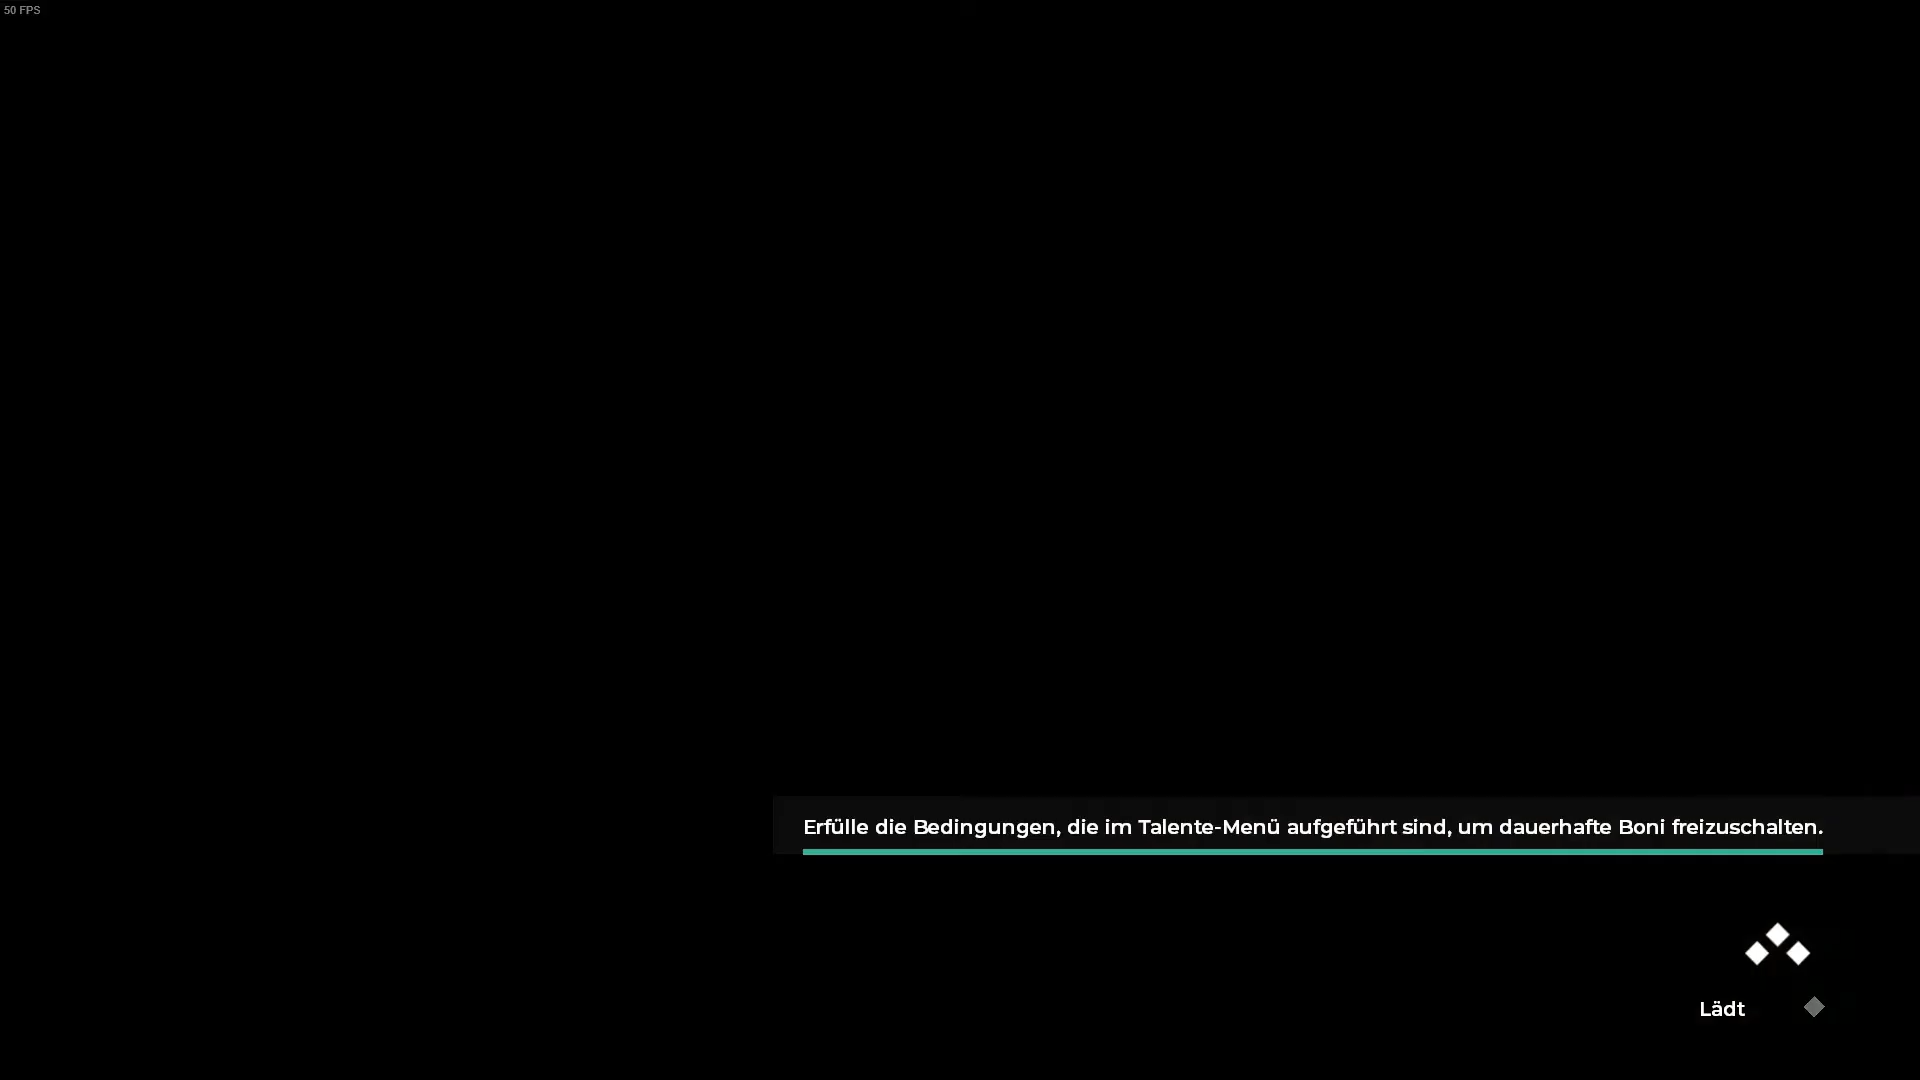 50 FPS
Erfülle die Bedingungen, die im Talente-Menü aufgeführt sind, um dauerhafte Boni freizuschalten.
Lädt